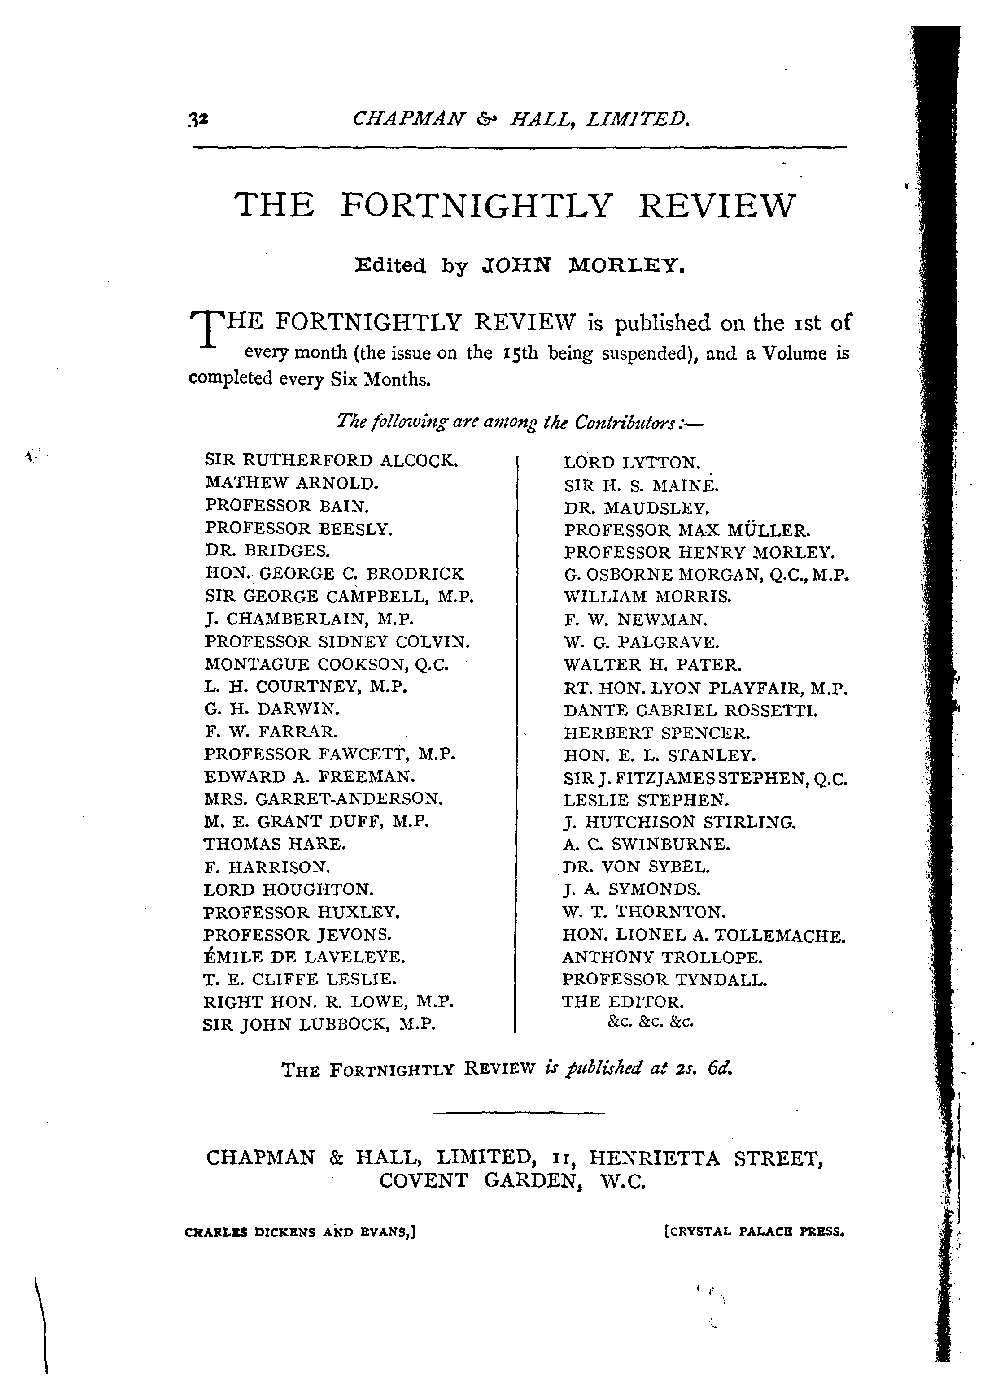 32 CHAPMAN & HALL, LIMITED.
THE FORTNIGHTLY REVIEW
Edited by JOHN MORLEY.
THE FORTNIGHTLY REVIEW is published on the 1st of
every month (the issue on the 15th being suspended), and a Volume is
completed every Six Months.
The following are among the Contributors:—
SIR RUTHERFORD ALCOCK.
MATHEW ARNOLD.
PROFESSOR BAIN.
PROFESSOR BEESLY.
DR. BRIDGES.
HON. GEORGE C. BRODRICK
SIR GEORGE CAMPBELL, M.P.
J. CHAMBERLAIN, M.P.
PROFESSOR SIDNEY COLVIN.
MONTAGUE COOKSON, Q.C.
L. H. COURTNEY, M.P.
G. H. DARWIN.
F. W. FARRAR.
PROFESSOR FAWCETT, M.P.
EDWARD A. FREEMAN.
MRS. GARRET-ANDERSON.
M. E. GRANT DUFF, M.P.
THOMAS HARE.
F. HARRISON.
LORD HOUGHTON.
PROFESSOR HUXLEY.
PROFESSOR JEVONS.
ÉMILE DE LAVELEYE.
T. E. CLIFFE LESLIE.
RIGHT HON. R. LOWE, M.P.
SIR JOHN LUBBOCK, M.P.
LORD LYTTON.
SIR H. S. MAINE.
DR. MAUDSLEY.
PROFESSOR MAX MÜLLER.
PROFESSOR HENRY MORLEY.
G. OSBORNE MORGAN, Q.C., M.P.
WILLIAM MORRIS.
F. W. NEWMAN.
W. G. PALGRAVE.
WALTER H. PATER.
RT. HON. LYON PLAYFAIR, M.P.
DANTE GABRIEL ROSSETTI.
HERBERT SPENCER.
HON. E. L. STANLEY.
SIR J. FITZJAMES STEPHEN, Q.C.
LESLIE STEPHEN.
J. HUTCHISON STIRLING.
A. C. SWINBURNE.
DR. VON SYBEL.
J. A. SYMONDS.
W. T. THORNTON.
HON. LIONEL A. TOLLEMACHE.
ANTHONY TROLLOPE.
PROFESSOR TYNDALL.
THE EDITOR.
&c. &c. &c.
THE FORTNIGHTLY REVIEW is published at 2s. 6d.
CHAPMAN & HALL, LIMITED, 11, HENRIETTA STREET,
COVENT GARDEN, W.C.
CHARLES DICKENS AND EVANS,] [CRYSTAL PALACE PRESS.